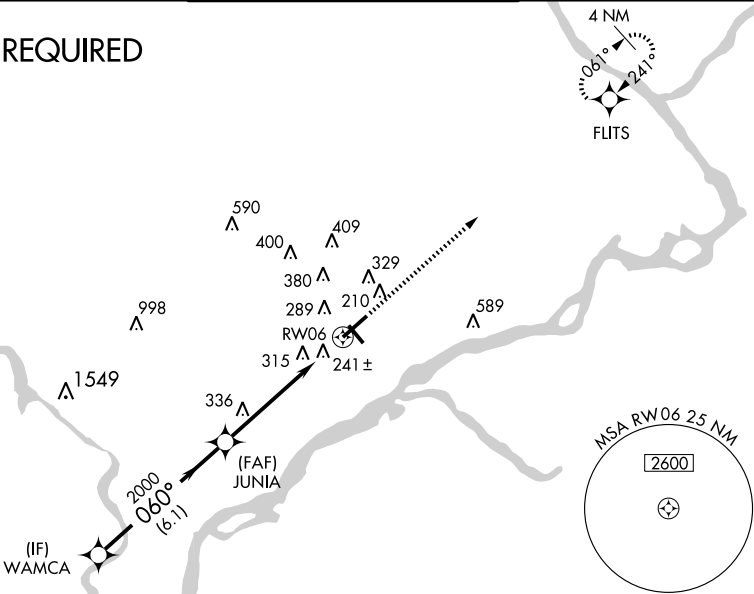 4 NM
REQUIRED
061°
241°
FLITS
590
409
400
329
380
210
998
289
589
RW06
1549
315
241±
336
(FAF)
JUNIA
MSA RW06 25 NM
2600
2000
060°
(6.1)
(IF)
WAMCA